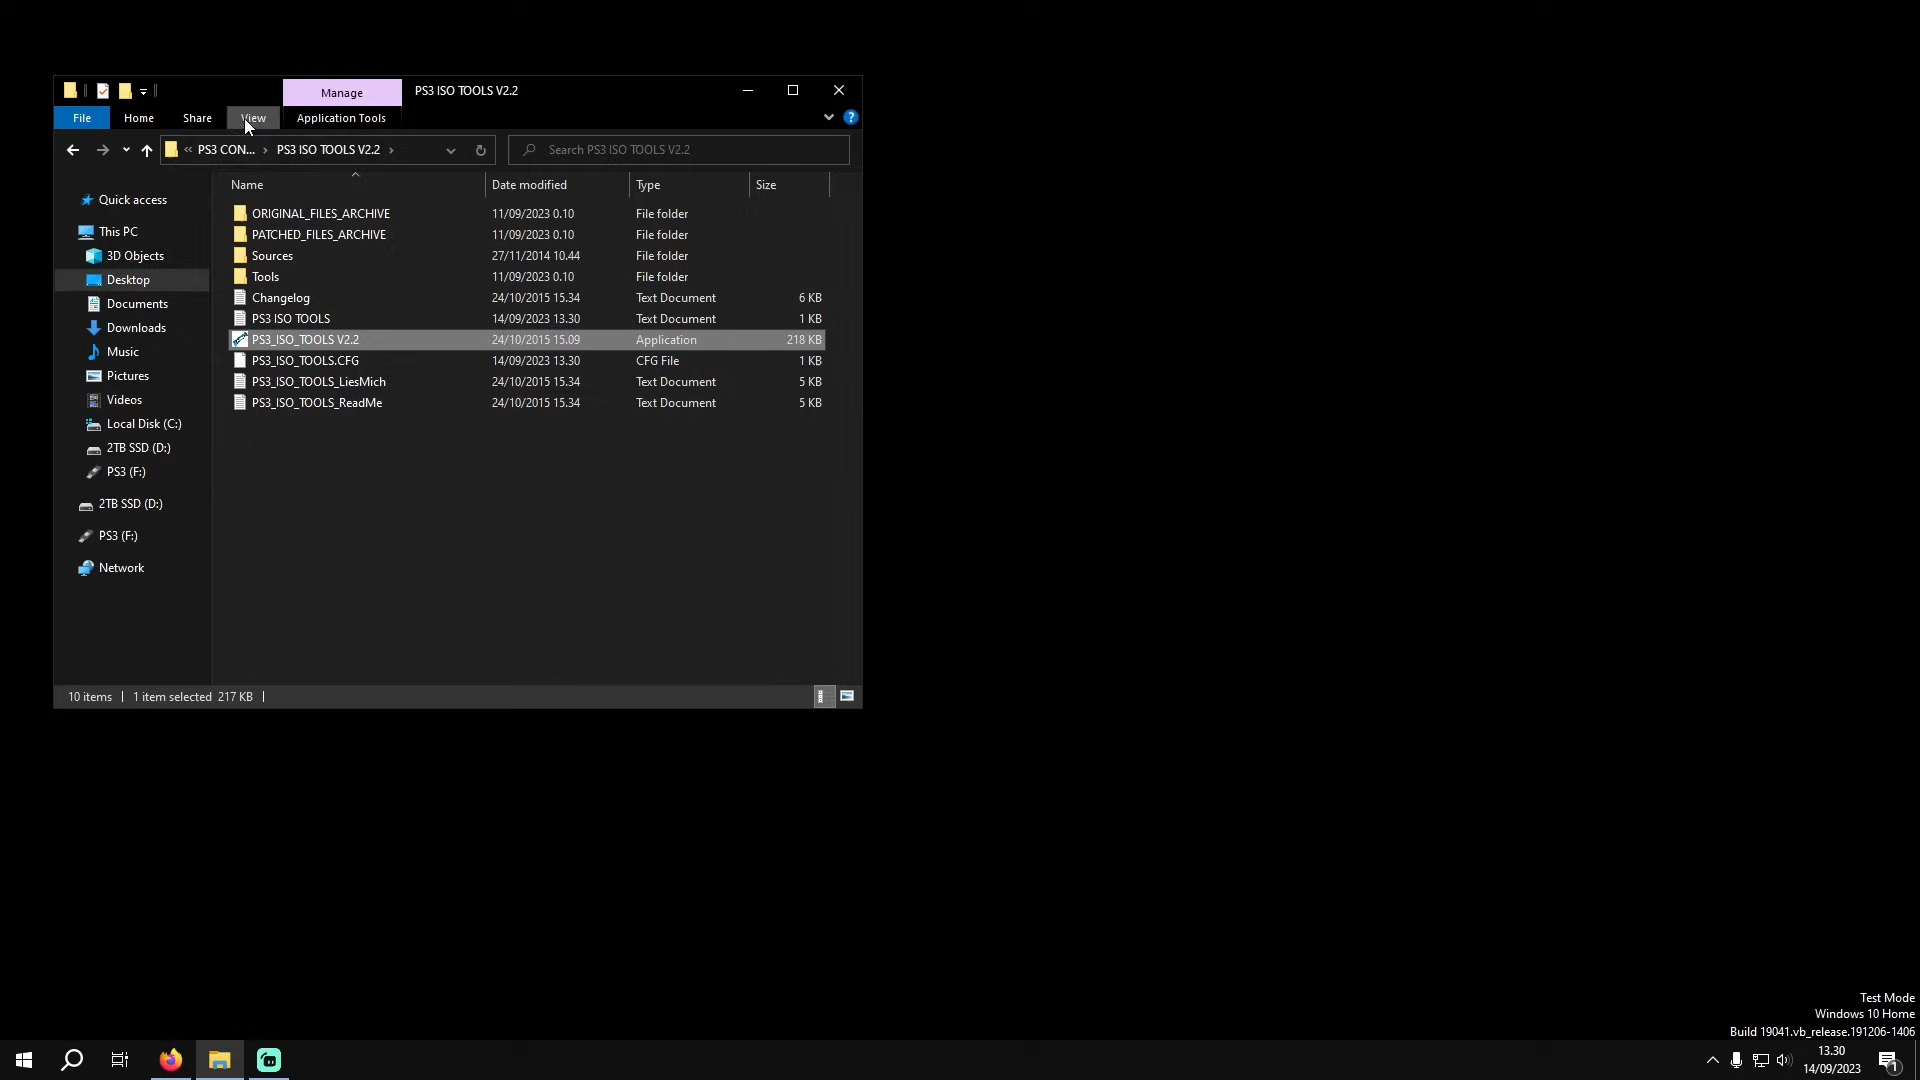 Manage
PS3 ISO TOOLS V2.2
File
Home
Share
View
Application Tools
« PS3 CON... › PS3 ISO TOOLS V2.2 ›
Search PS3 ISO TOOLS V2.2
Name
Date modified
Type
Size
Quick access
This PC
3D Objects
Desktop
Documents
Downloads
Music
Pictures
Videos
Local Disk (C:)
2TB SSD (D:)
PS3 (F:)
2TB SSD (D:)
PS3 (F:)
Network
ORIGINAL_FILES_ARCHIVE 11/09/2023 0.10 File folder
PATCHED_FILES_ARCHIVE 11/09/2023 0.10 File folder
Sources 27/11/2014 10.44 File folder
Tools 11/09/2023 0.10 File folder
Changelog 24/10/2015 15.34 Text Document 6 KB
PS3 ISO TOOLS 14/09/2023 13.30 Text Document 1 KB
PS3_ISO_TOOLS V2.2 24/10/2015 15.09 Application 218 KB
PS3_ISO_TOOLS.CFG 14/09/2023 13.30 CFG File 1 KB
PS3_ISO_TOOLS_LiesMich 24/10/2015 15.34 Text Document 5 KB
PS3_ISO_TOOLS_ReadMe 24/10/2015 15.34 Text Document 5 KB
10 items
1 item selected 217 KB
Test Mode
Windows 10 Home
Build 19041.vb_release.191206-1406
13.30
14/09/2023
1